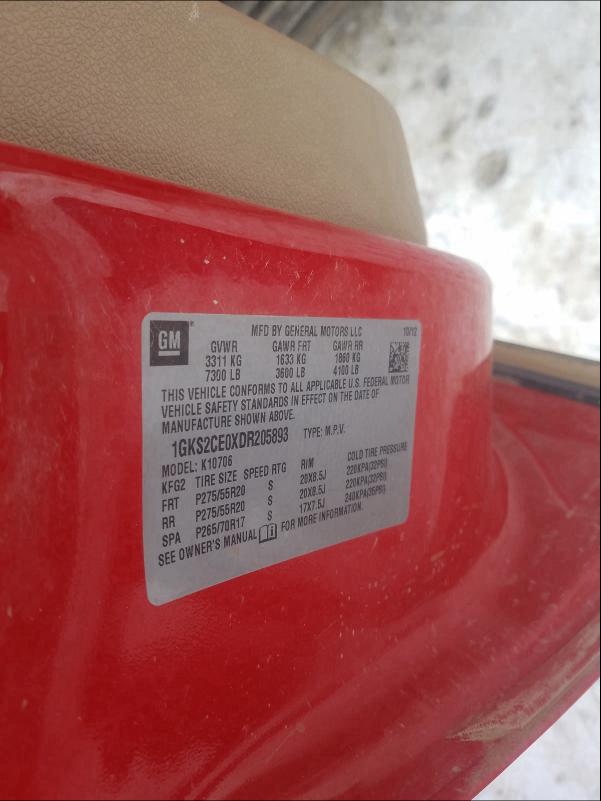 GM®
MFD BY GENERAL MOTORS LLC 10/12
GVWR GAWR FRT GAWR RR
3311 KG 1633 KG 1860 KG
7300 LB 3600 LB 4100 LB
THIS VEHICLE CONFORMS TO ALL APPLICABLE U.S. FEDERAL MOTOR
VEHICLE SAFETY STANDARDS IN EFFECT ON THE DATE OF
MANUFACTURE SHOWN ABOVE.
1GKS2CE0XDR205893 TYPE: M.P.V.
MODEL: K10706
KFG2 TIRE SIZE SPEED RTG RIM COLD TIRE PRESSURE
FRT P275/55R20 S 20X8.5J 220KPA(32PSI)
RR P275/55R20 S 20X8.5J 220KPA(32PSI)
SPA P265/70R17 S 17X7.5J 240KPA(35PSI)
SEE OWNER'S MANUAL FOR MORE INFORMATION.